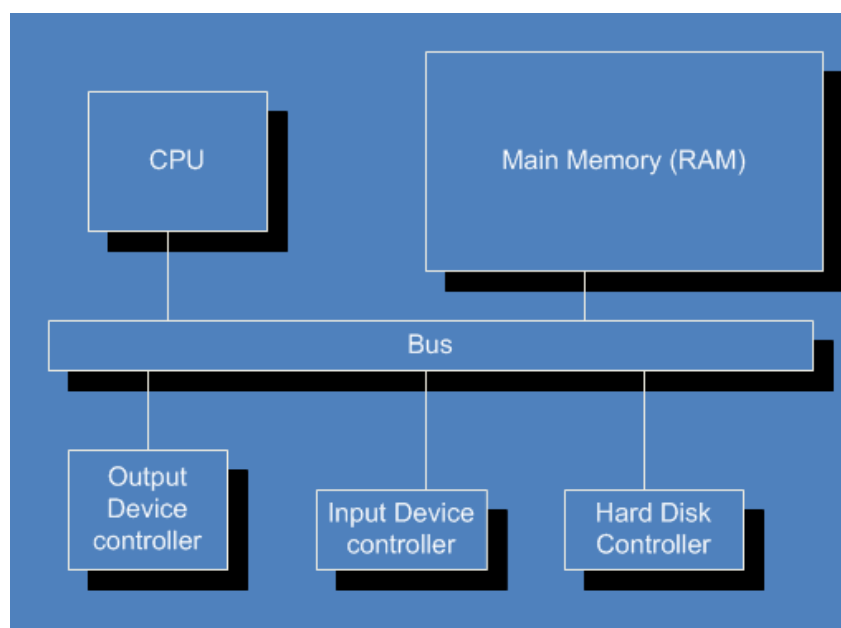 CPU
Main Memory (RAM)
Bus
Output
Device
controller
Input Device
controller
Hard Disk
Controller